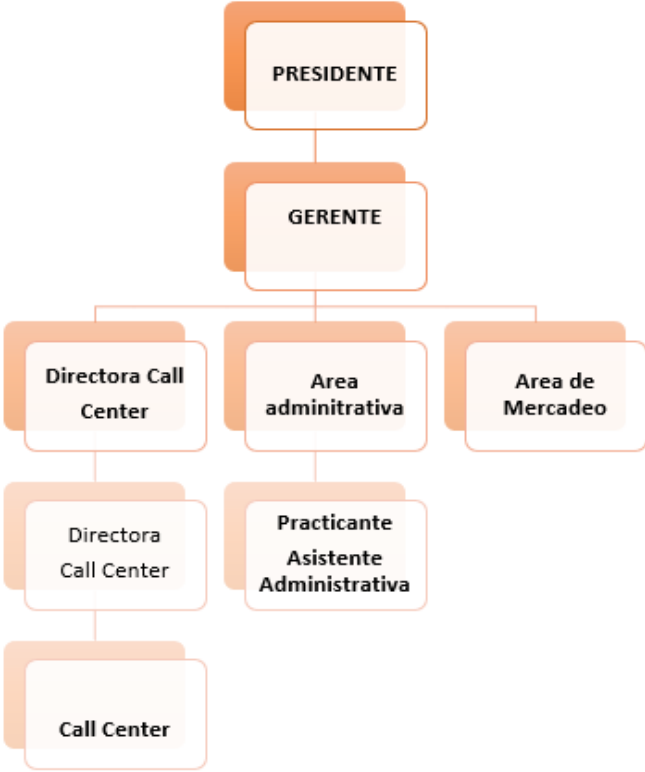 PRESIDENTE
GERENTE
Directora Call
Center
Area
adminitrativa
Area de
Mercadeo
Directora
Call Center
Practicante
Asistente
Administrativa
Call Center